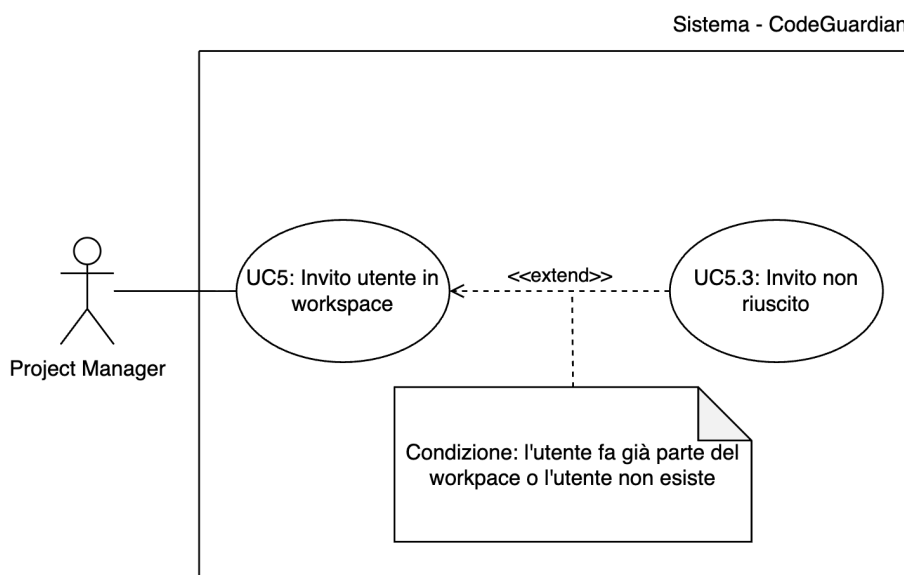 Sistema - CodeGuardian
UC5: Invito utente in
workspace
<<extend>>
UC5.3: Invito non
riuscito
Project Manager
Condizione: l'utente fa già parte del
workpace o l'utente non esiste